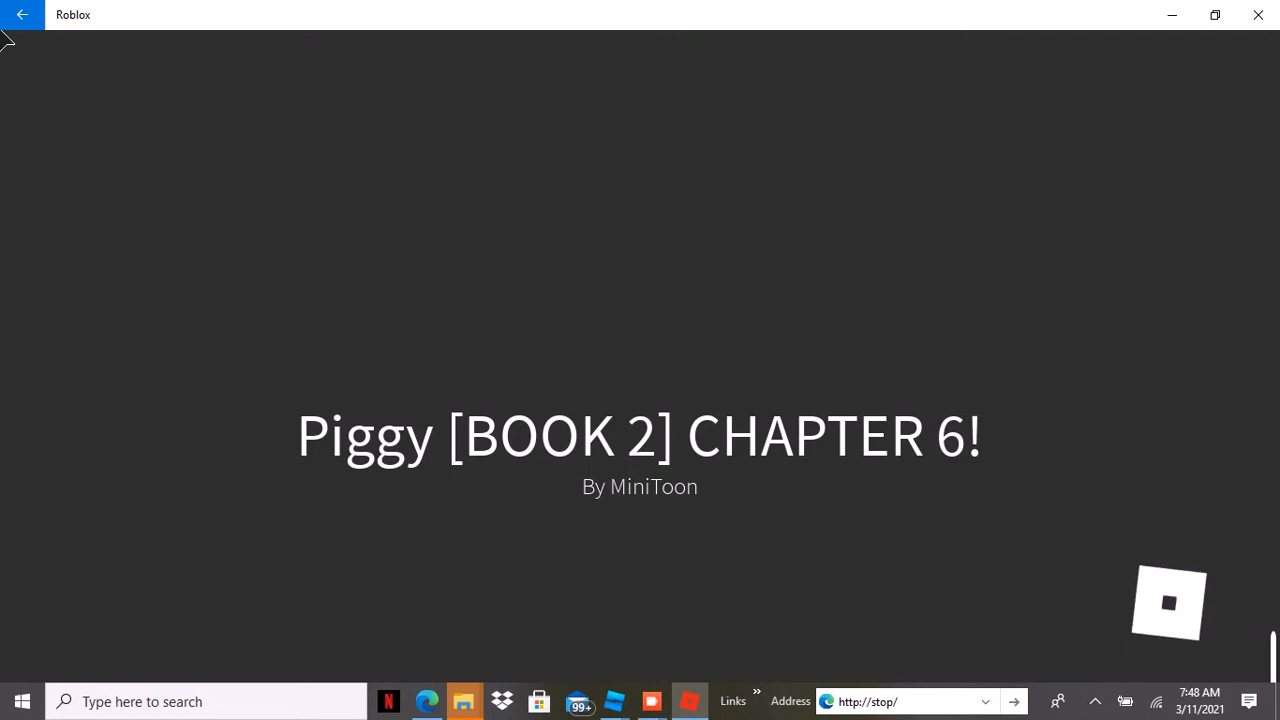 Roblox
Piggy [BOOK 2] CHAPTER 6!
By MiniToon
Type here to search
N
99+
Links
»
Address
http://stop/
7:48 AM
3/11/2021